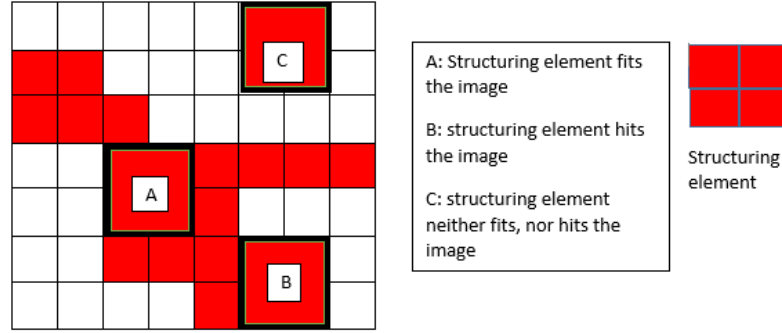 C
A
B
A: Structuring element fits
the image
B: structuring element hits
the image
C: structuring element
neither fits, nor hits the
image
Structuring
element